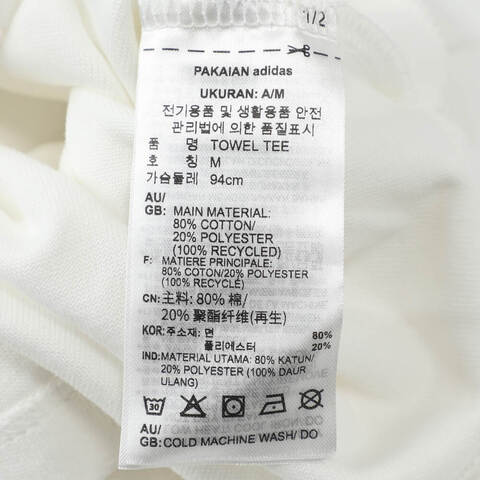 1/2
PAKAIAN adidas
UKURAN: A/M
전기용품 및 생활용품 안전
관리법에 의한 품질표시
품 명 TOWEL TEE
호 칭 M
가슴둘레 94cm
AU/
GB: MAIN MATERIAL:
80% COTTON/
20% POLYESTER
(100% RECYCLED)
F: MATIERE PRINCIPALE:
80% COTON/20% POLYESTER
(100% RECYCLÉ)
CN: 主料: 80% 棉/
20% 聚酯纤维(再生)
KOR: 주소재: 면 80%
폴리에스터 20%
IND: MATERIAL UTAMA: 80% KATUN/
20% POLYESTER (100% DAUR
ULANG)
30
AU/
GB: COLD MACHINE WASH/ DO